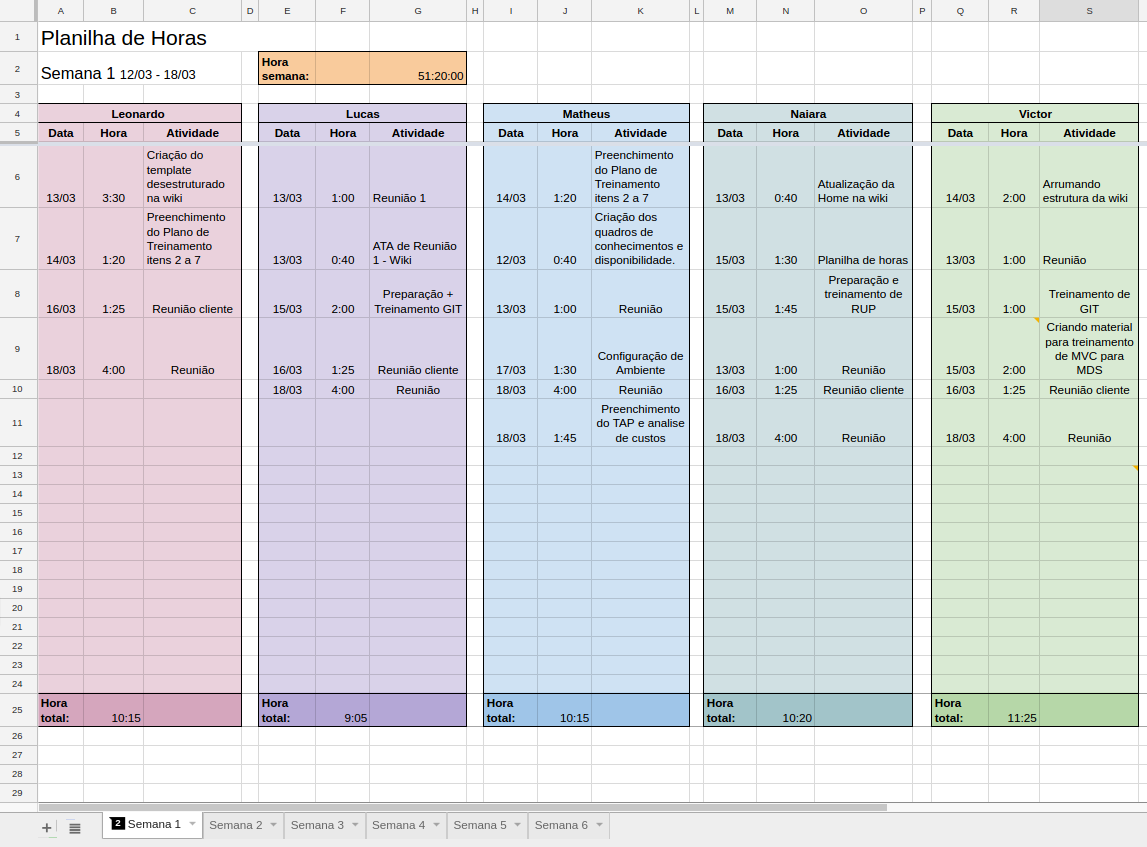 A B C D E F G H I J K L M N O P Q R S
1 Planilha de Horas
2 Semana 1 12/03 - 18/03 Hora semana: 51:20:00
3
4 Leonardo Lucas Matheus Naiara Victor
5 Data Hora Atividade Data Hora Atividade Data Hora Atividade Data Hora Atividade Data Hora Atividade
6 13/03 3:30 Criação do template desestruturado na wiki 13/03 1:00 Reunião 1 14/03 1:20 Preenchimento do Plano de Treinamento itens 2 a 7 13/03 0:40 Atualização da Home na wiki 14/03 2:00 Arrumando estrutura da wiki
7 14/03 1:20 Preenchimento do Plano de Treinamento itens 2 a 7 13/03 0:40 ATA de Reunião 1 - Wiki 12/03 0:40 Criação dos quadros de conhecimentos e disponibilidade. 15/03 1:30 Planilha de horas 13/03 1:00 Reunião
8 16/03 1:25 Reunião cliente 15/03 2:00 Preparação + Treinamento GIT 13/03 1:00 Reunião 15/03 1:45 Preparação e treinamento de RUP 15/03 1:00 Treinamento de GIT
9 18/03 4:00 Reunião 16/03 1:25 Reunião cliente 17/03 1:30 Configuração de Ambiente 13/03 1:00 Reunião 15/03 2:00 Criando material para treinamento de MVC para MDS
10 18/03 4:00 Reunião 18/03 4:00 Reunião 16/03 1:25 Reunião cliente 16/03 1:25 Reunião cliente
11 18/03 1:45 Preenchimento do TAP e analise de custos 18/03 4:00 Reunião 18/03 4:00 Reunião
12
13
14
15
16
17
18
19
20
21
22
23
24
25 Hora total: 10:15 Hora total: 9:05 Hora total: 10:15 Hora total: 10:20 Hora total: 11:25
26
27
28
29
+ 2 Semana 1 Semana 2 Semana 3 Semana 4 Semana 5 Semana 6